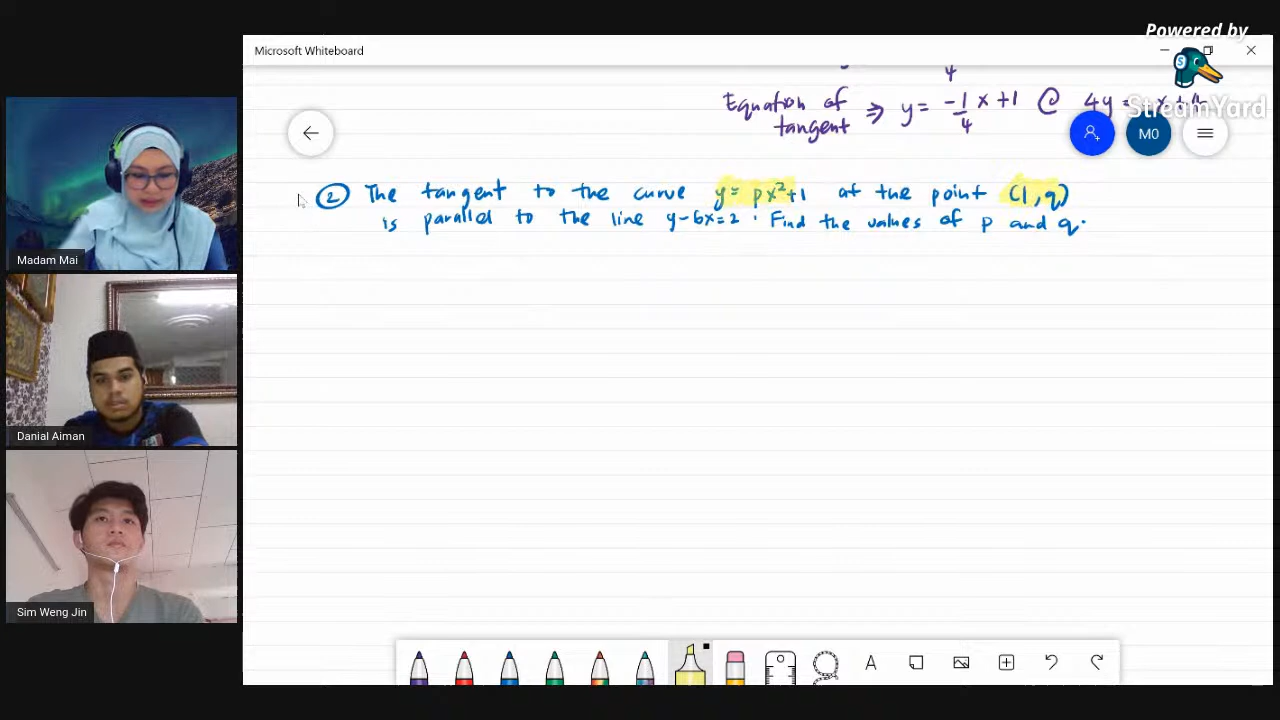 Powered by
StreamYard
Microsoft Whiteboard
4
Equation of ⇒ y = -1/4 x + 1 @ 4y =
tangent
M0
② The tangent to the curve y = px²+1 at the point (1, q)
is parallel to the line y-6x=2. Find the values of p and q.
Madam Mai
Danial Aiman
Sim Weng Jin
A